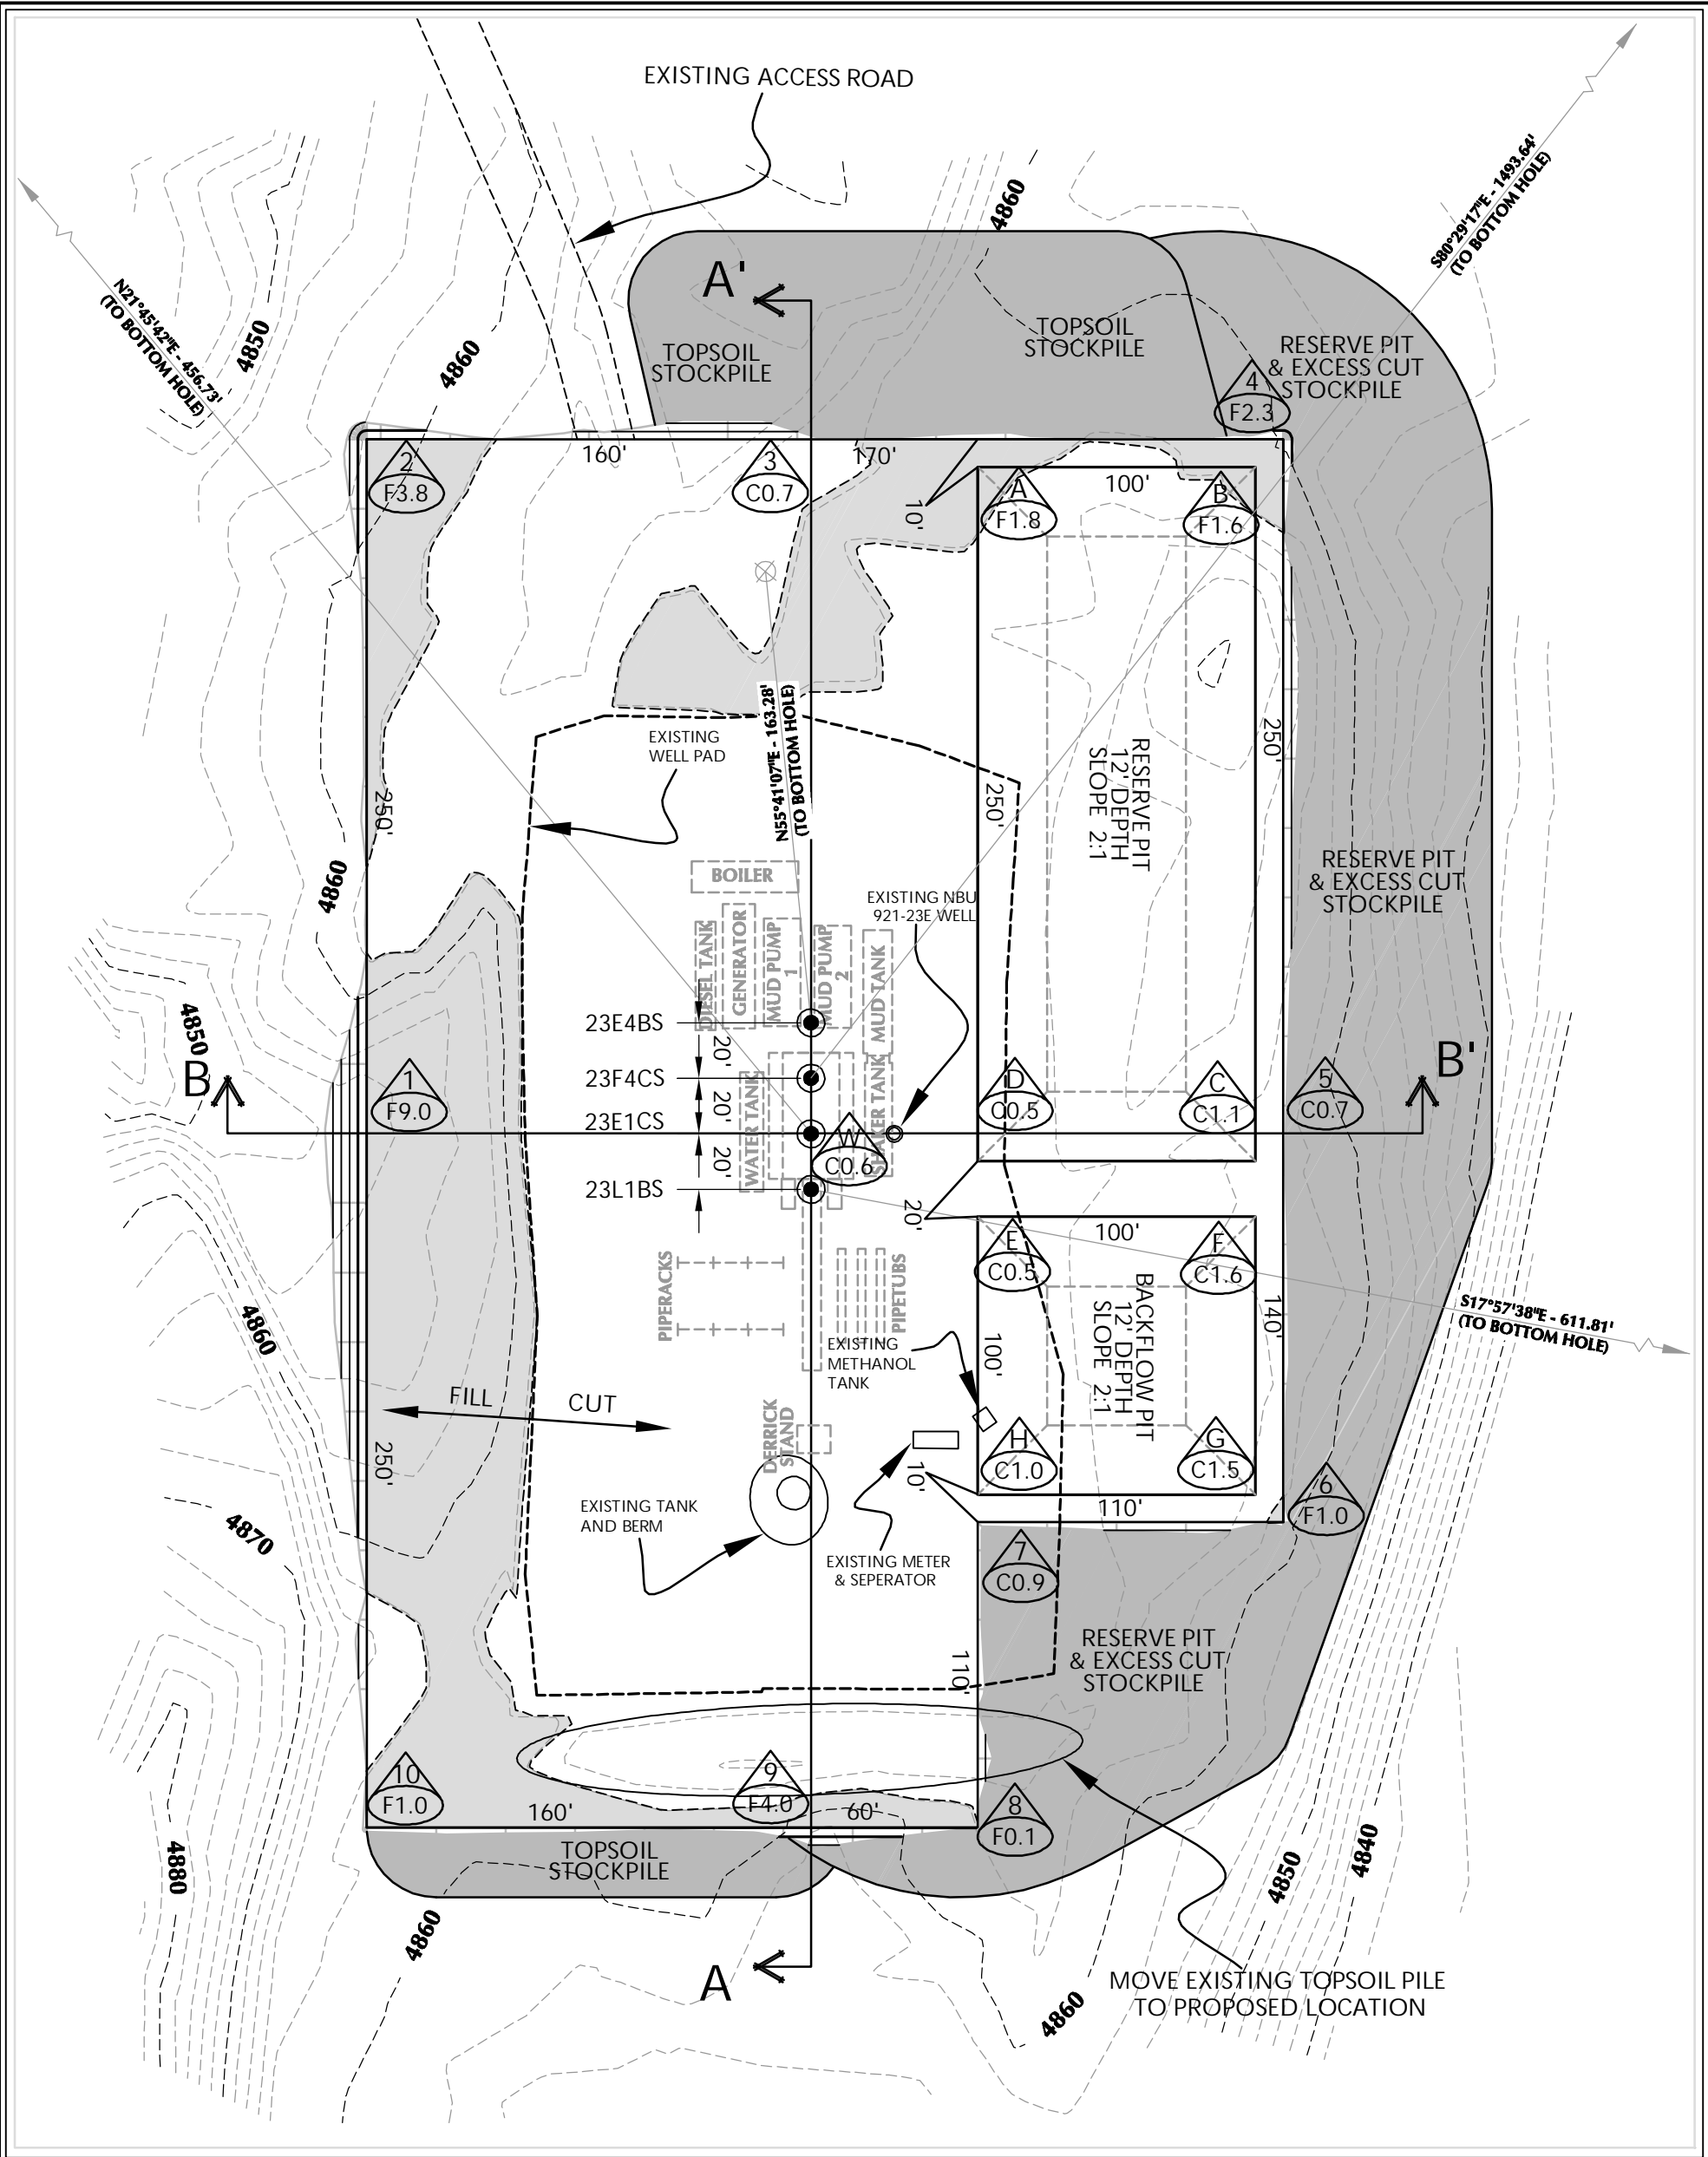 EXISTING ACCESS ROAD
4860
S80°29'17"E - 1493.64'
(TO BOTTOM HOLE)
N21°45'42"E - 456.73'
(TO BOTTOM HOLE)
4850
4860
A'
TOPSOIL
STOCKPILE
TOPSOIL
STOCKPILE
RESERVE PIT
& EXCESS CUT
STOCKPILE
4
F2.3
2
F3.8
160'
3
C0.7
170'
10'
A
F1.8
100'
B
F1.6
N55°41'07"E - 163.28'
(TO BOTTOM HOLE)
EXISTING
WELL PAD
250'
250'
250'
RESERVE PIT
12' DEPTH
SLOPE 2:1
4860
BOILER
EXISTING NBU
921-23E WELL
RESERVE PIT
& EXCESS CUT
STOCKPILE
DIESEL TANK
GENERATOR
MUD PUMP
1
MUD PUMP
2
MUD TANK
4850
23E4BS
20'
23F4CS
20'
23E1CS
20'
23L1BS
WATER TANK
SHAKER TANK
W
C0.6
B
1
F9.0
D
C0.5
C
C1.1
5
C0.7
B'
20'
100'
E
C0.5
F
C1.6
PIPERACKS
PIPETUBS
S17°57'38"E - 611.81'
(TO BOTTOM HOLE)
4860
EXISTING
METHANOL
TANK
100'
BACKFLOW PIT
12' DEPTH
SLOPE 2:1
140'
FILL
CUT
DERRICK
STAND
250'
H
C1.0
G
C1.5
10'
110'
6
F1.0
EXISTING TANK
AND BERM
EXISTING METER
& SEPERATOR
4870
7
C0.9
110'
RESERVE PIT
& EXCESS CUT
STOCKPILE
10
F1.0
160'
9
F4.0
60'
8
F0.1
TOPSOIL
STOCKPILE
4880
4850
4840
4860
A
4860
MOVE EXISTING TOPSOIL PILE
TO PROPOSED LOCATION